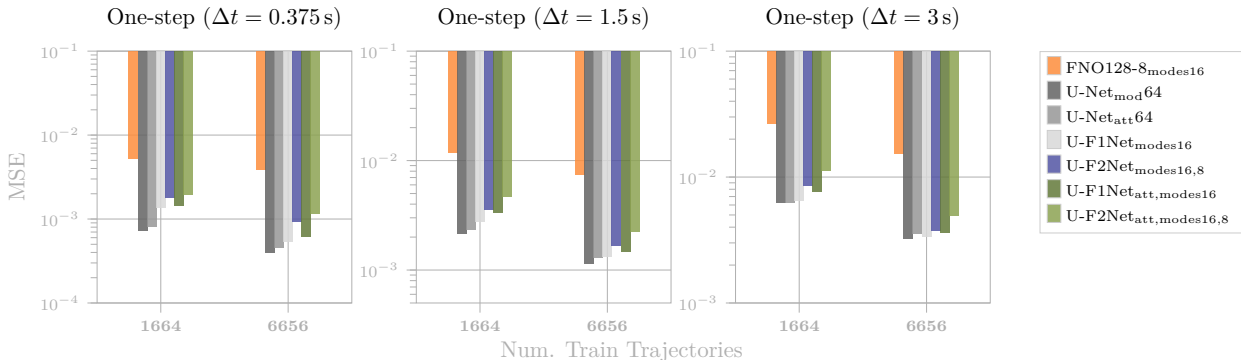 One-step (Δt = 0.375 s)
One-step (Δt = 1.5 s)
One-step (Δt = 3 s)
MSE
10⁻¹
10⁻²
10⁻³
10⁻⁴
1664
6656
10⁻¹
10⁻²
10⁻³
1664
6656
10⁻¹
10⁻²
10⁻³
1664
6656
Num. Train Trajectories
FNO128-8modes16
U-Netmod64
U-Netatt64
U-F1Netmodes16
U-F2Netmodes16,8
U-F1Netatt,modes16
U-F2Netatt,modes16,8